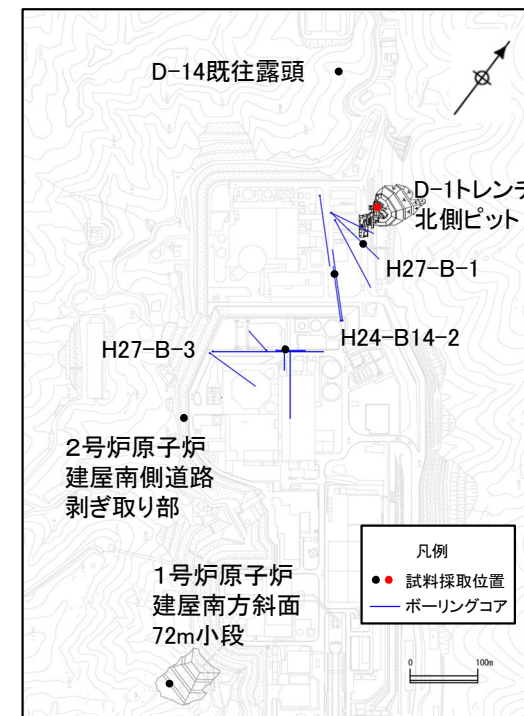 D-14既往露頭
D-1トレンチ
北側ピット
H27-B-1
H24-B14-2
H27-B-3
2号炉原子炉
建屋南側道路
剥ぎ取り部
1号炉原子炉
建屋南方斜面
72m小段
凡例
試料採取位置
ボーリングコア
0 100m